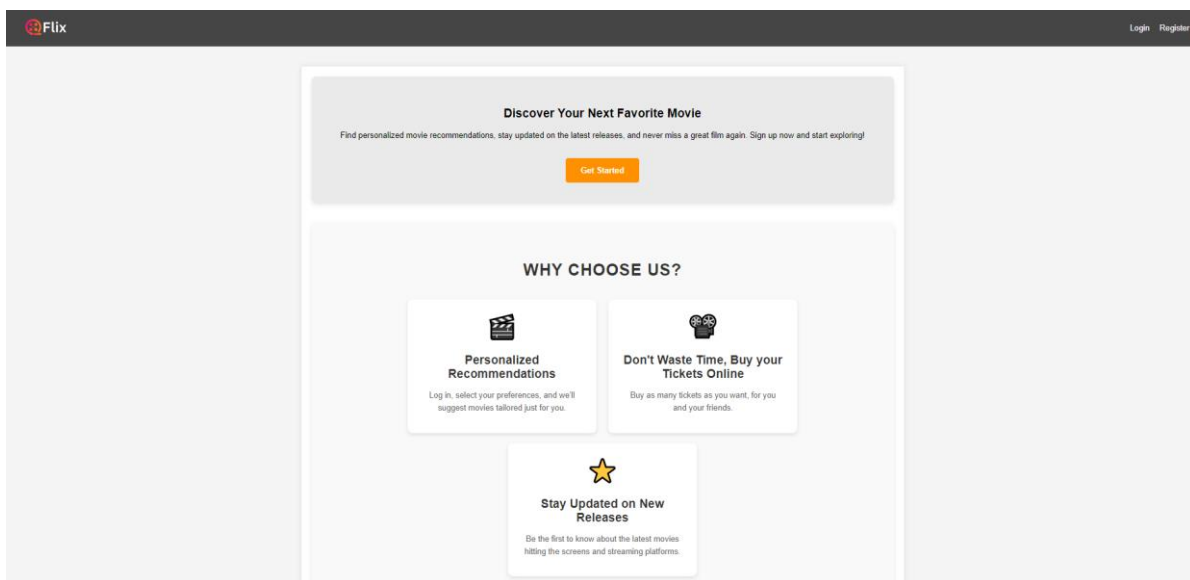 Flix
Login Register
Discover Your Next Favorite Movie
Find personalized movie recommendations, stay updated on the latest releases, and never miss a great film again. Sign up now and start exploring!
Get Started
WHY CHOOSE US?
Personalized
Recommendations
Log in, select your preferences, and we'll
suggest movies tailored just for you.
Don't Waste Time, Buy your
Tickets Online
Buy as many tickets as you want, for you
and your friends.
Stay Updated on New
Releases
Be the first to know about the latest movies
hitting the screens and streaming platforms.